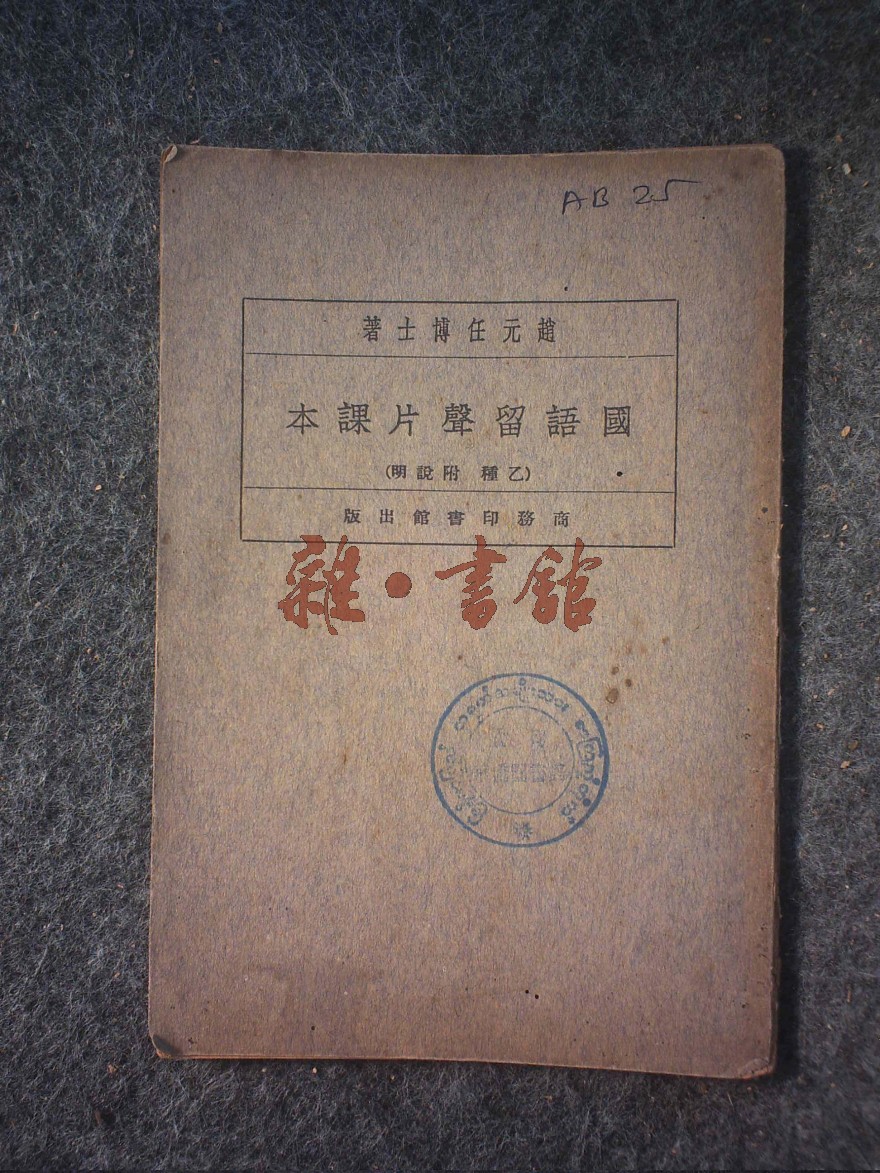 AB 25
趙元任博士著
國語留聲片課本
(乙種 附說明)
商務印書館出版
雜·書館